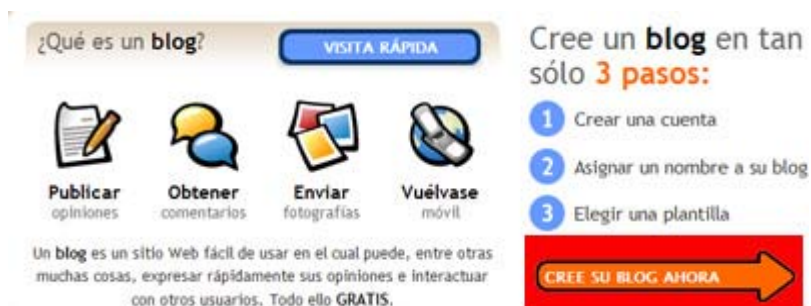 ¿Qué es un blog?
VISITA RÁPIDA
Publicar
opiniones
Obtener
comentarios
Enviar
fotografías
Vuélvase
móvil
Un blog es un sitio Web fácil de usar en el cual puede, entre otras
muchas cosas, expresar rápidamente sus opiniones e interactuar
con otros usuarios. Todo ello GRATIS.
Cree un blog en tan
sólo 3 pasos:
1 Crear una cuenta
2 Asignar un nombre a su blog
3 Elegir una plantilla
CREE SU BLOG AHORA